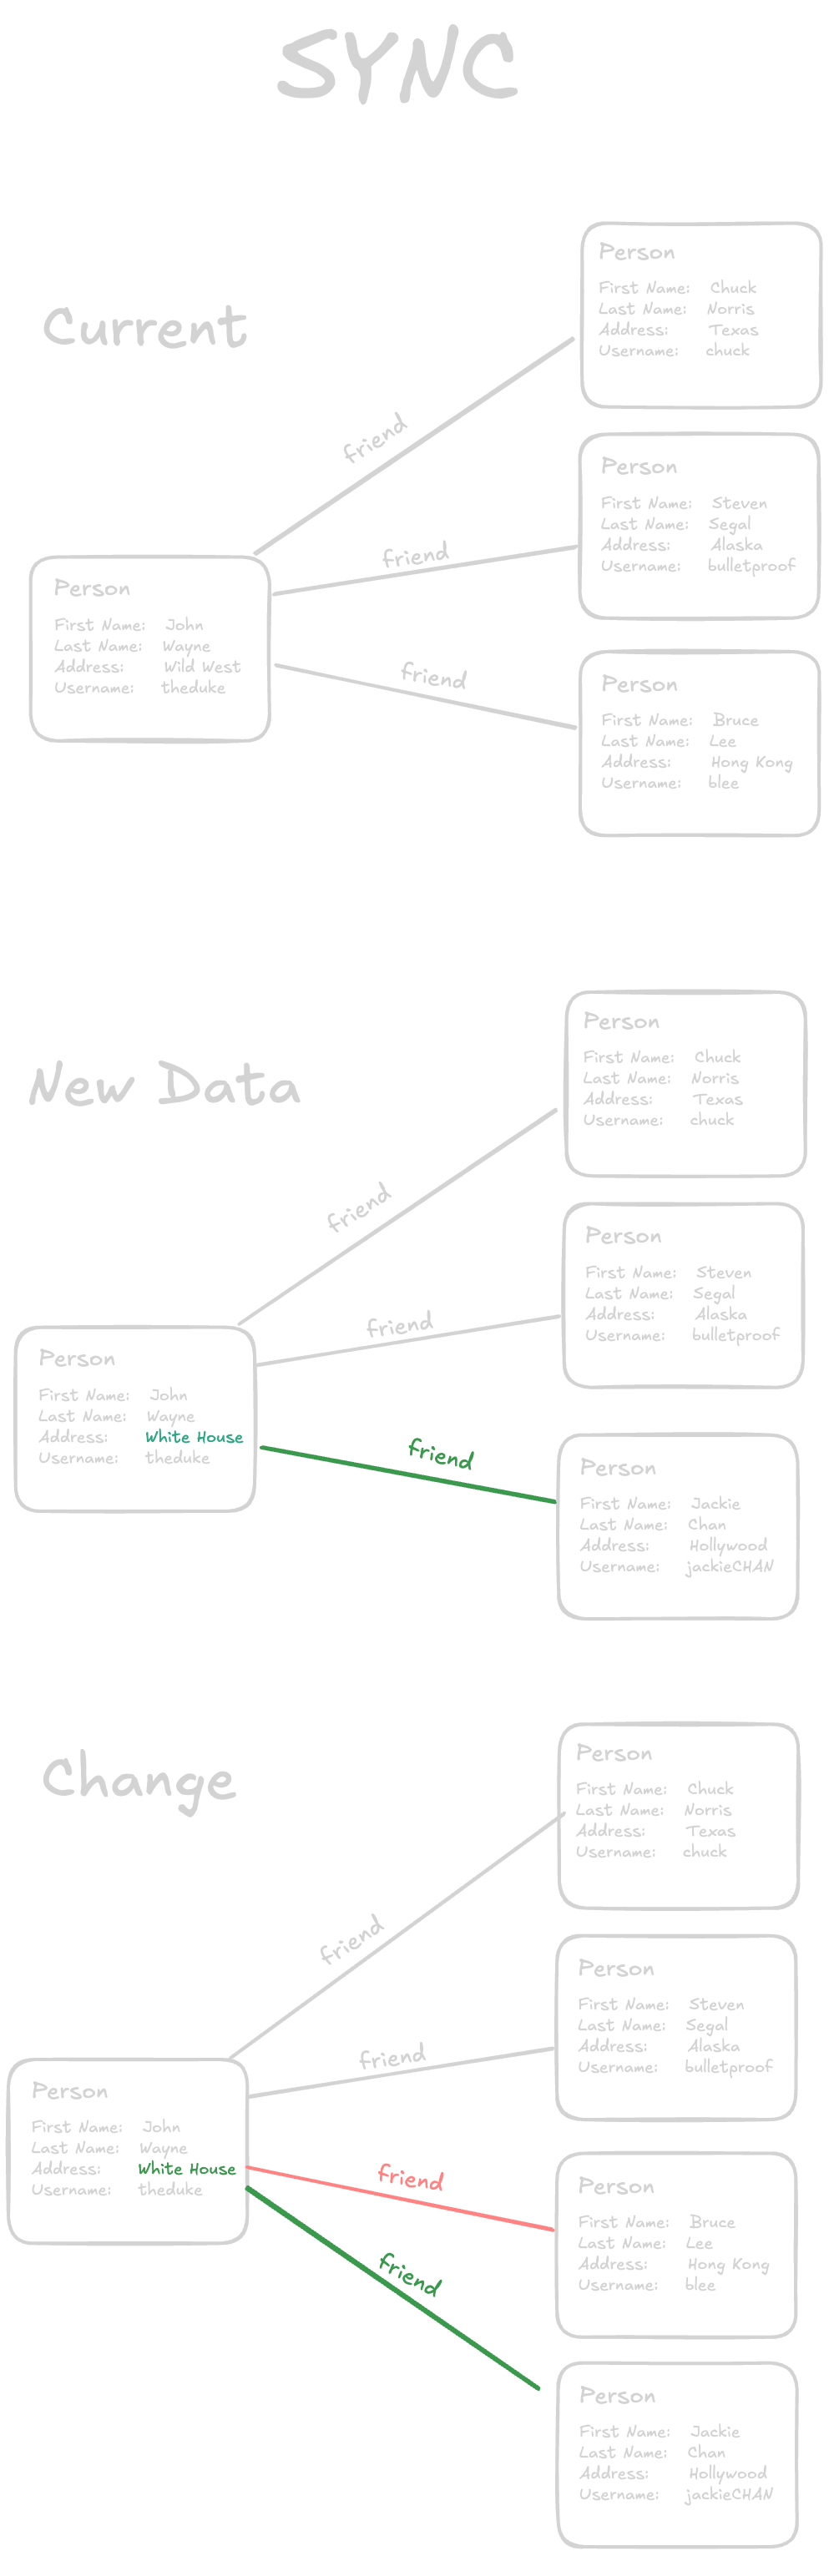 SYNC
Current
Person
First Name: Chuck
Last Name: Norris
Address: Texas
Username: chuck
friend
Person
First Name: Steven
Last Name: Segal
Address: Alaska
Username: bulletproof
friend
Person
First Name: John
Last Name: Wayne
Address: Wild West
Username: theduke
friend
Person
First Name: Bruce
Last Name: Lee
Address: Hong Kong
Username: blee
New Data
Person
First Name: Chuck
Last Name: Norris
Address: Texas
Username: chuck
friend
Person
First Name: Steven
Last Name: Segal
Address: Alaska
Username: bulletproof
friend
Person
First Name: John
Last Name: Wayne
Address: White House
Username: theduke
friend
Person
First Name: Jackie
Last Name: Chan
Address: Hollywood
Username: jackieCHAN
Change
Person
First Name: Chuck
Last Name: Norris
Address: Texas
Username: chuck
friend
Person
First Name: Steven
Last Name: Segal
Address: Alaska
Username: bulletproof
friend
Person
First Name: John
Last Name: Wayne
Address: White House
Username: theduke
friend
Person
First Name: Bruce
Last Name: Lee
Address: Hong Kong
Username: blee
friend
Person
First Name: Jackie
Last Name: Chan
Address: Hollywood
Username: jackieCHAN